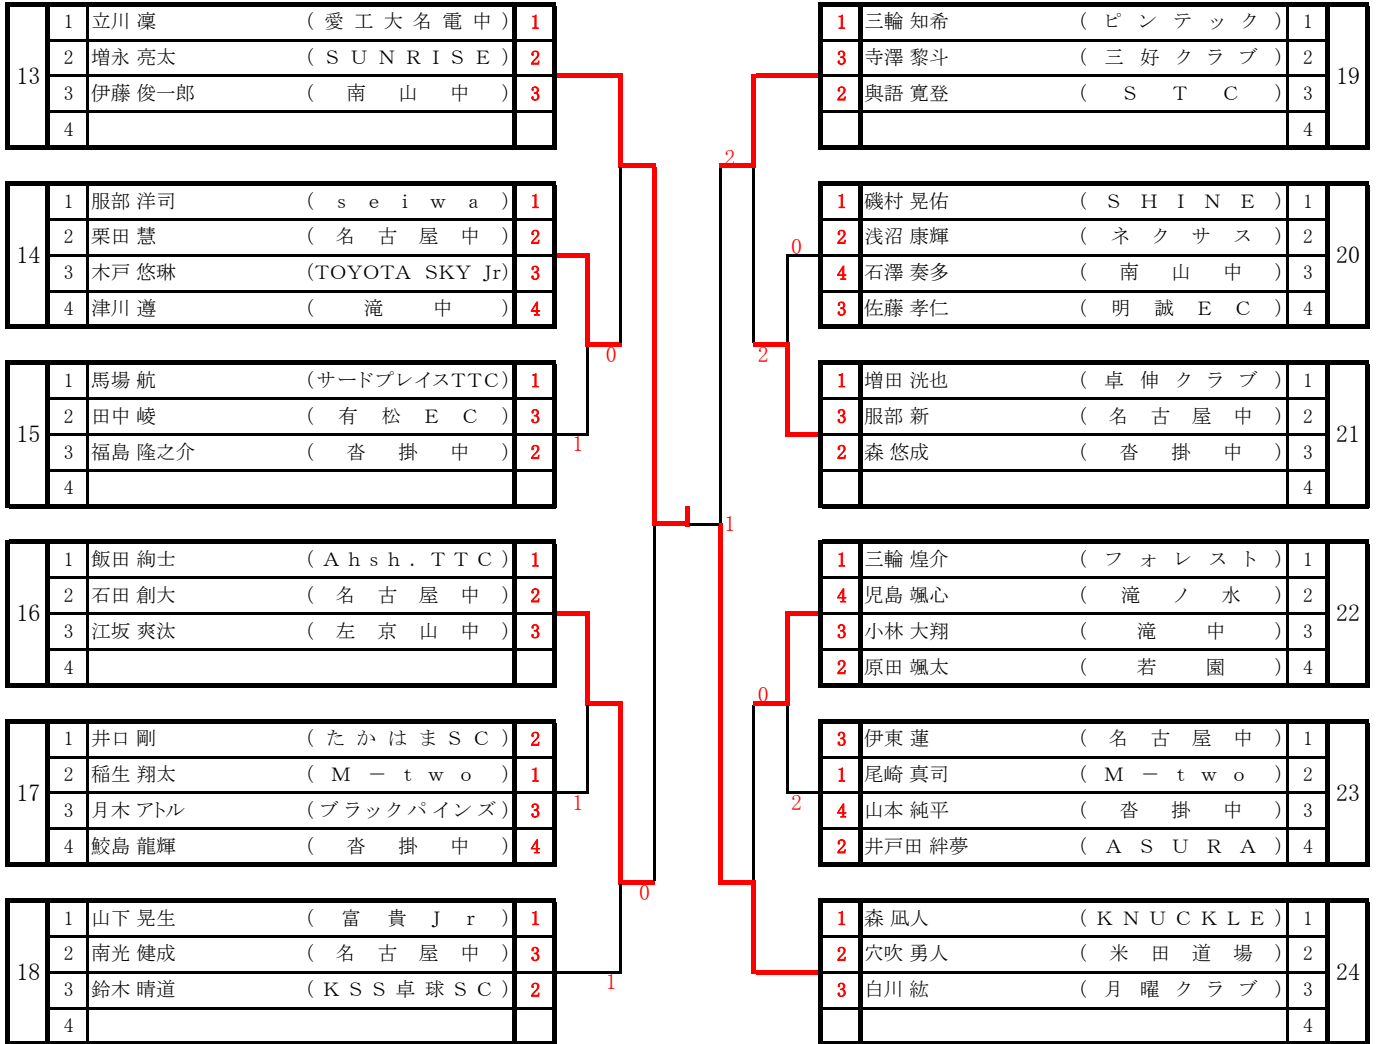 13
1 立川 凜 (愛工大名電中) 1
2 増永 亮太 (SUNRISE) 2
3 伊藤 俊一郎 (南山中) 3
4
14
1 服部 洋司 (seiwa) 1
2 栗田 慧 (名古屋中) 2
3 木戸 悠琳 (TOYOTA SKY Jr) 3
4 津川 遵 (滝中) 4
0
15
1 馬場 航 (サードプレイスTTC) 1
2 田中 崚 (有松EC) 3
3 福島 隆之介 (沓掛中) 2
4
1
16
1 飯田 絢士 (Ahsh.TTC) 1
2 石田 創大 (名古屋中) 2
3 江坂 爽汰 (左京山中) 3
4
17
1 井口 剛 (たかはまSC) 2
2 稲生 翔太 (M-two) 1
3 月木 アトル (ブラックパインズ) 3
4 鮫島 龍輝 (沓掛中) 4
1
0
18
1 山下 晃生 (富貴Jr) 1
2 南光 健成 (名古屋中) 3
3 鈴木 晴道 (KSS卓球SC) 2
4
1
1 三輪 知希 (ピンテック) 1
3 寺澤 黎斗 (三好クラブ) 2
2 與語 寛登 (STC) 3
4
19
2
1 磯村 晃佑 (SHINE) 1
2 浅沼 康輝 (ネクサス) 2
4 石澤 奏多 (南山中) 3
3 佐藤 孝仁 (明誠EC) 4
20
0
2
1 増田 洸也 (卓伸クラブ) 1
3 服部 新 (名古屋中) 2
2 森 悠成 (沓掛中) 3
4
21
1
1 三輪 煌介 (フォレスト) 1
4 児島 颯心 (滝ノ水) 2
3 小林 大翔 (滝中) 3
2 原田 颯太 (若園) 4
22
0
3 伊東 蓮 (名古屋中) 1
1 尾崎 真司 (M-two) 2
4 山本 純平 (沓掛中) 3
2 井戸田 絆夢 (ASURA) 4
23
2
1 森 凪人 (KNUCKLE) 1
2 穴吹 勇人 (米田道場) 2
3 白川 紘 (月曜クラブ) 3
4
24